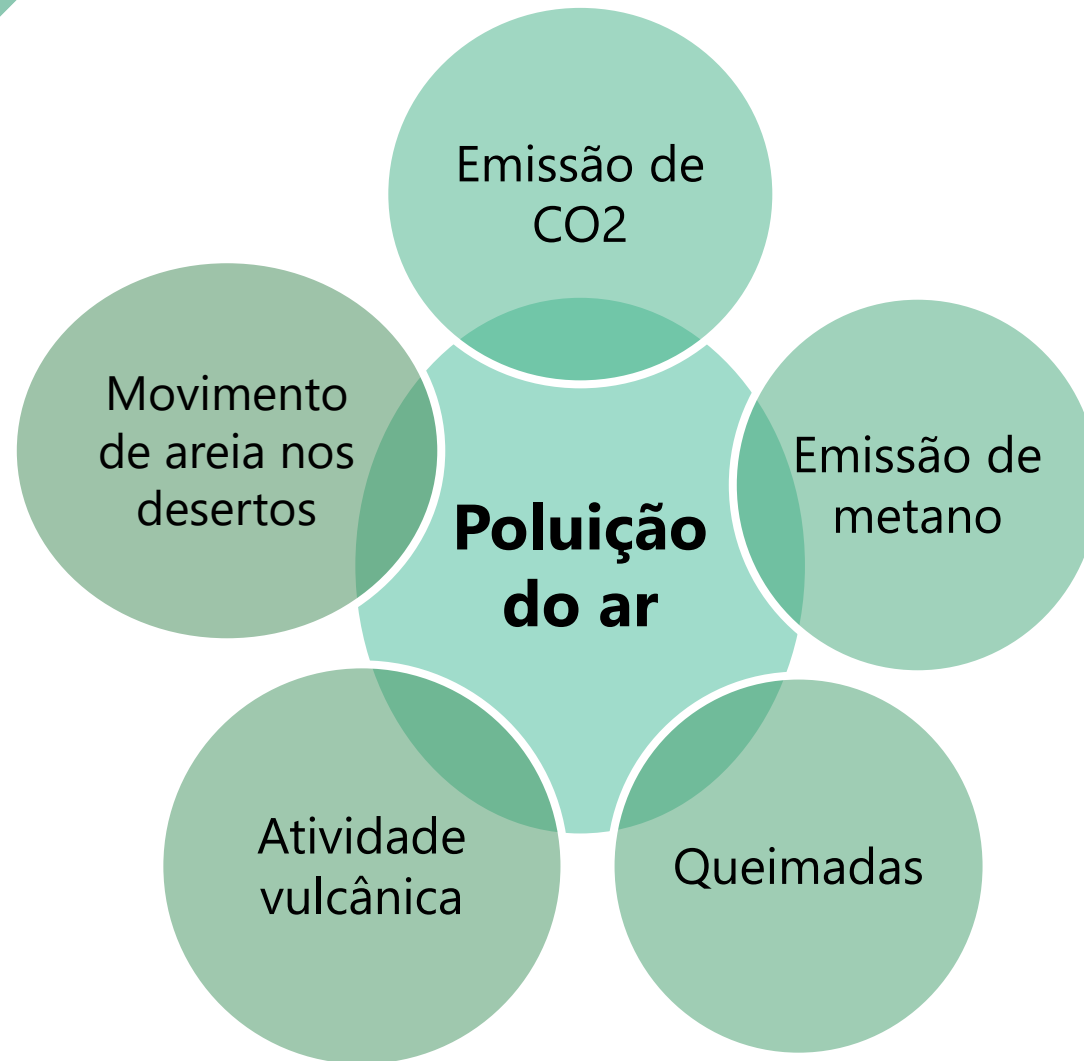 Emissão de
CO2
Emissão de
metano
Queimadas
Atividade
vulcânica
Movimento
de areia nos
desertos
Poluição
do ar